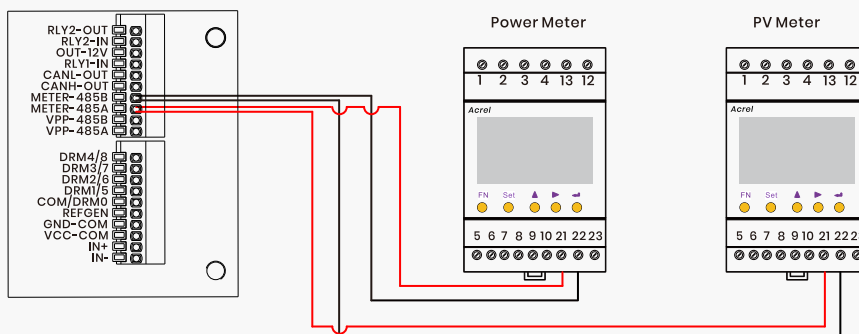 Power Meter
PV Meter
RLY2-OUT
RLY2-IN
OUT-12V
RLY1-IN
CANL-OUT
CANH-OUT
METER-485B
METER-485A
VPP-485B
VPP-485A
DRM4/8
DRM3/7
DRM2/6
DRM1/5
COM/DRM0
REFGEN
GND-COM
VCC-COM
IN+
IN-
1 2 3 4 13 12
Acrel
FN Set
5 6 7 8 9 10 21 22 23
1 2 3 4 13 12
Acrel
FN Set
5 6 7 8 9 10 21 22